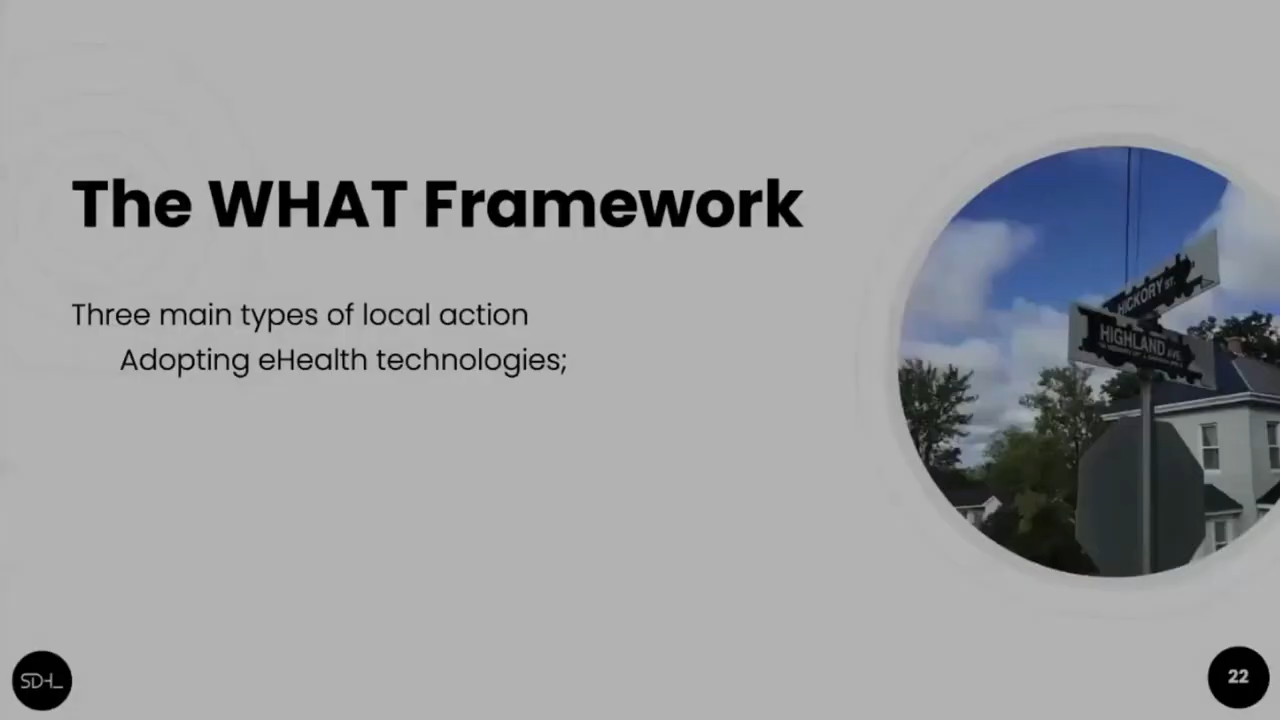 The WHAT Framework
Three main types of local action
Adopting eHealth technologies;
HICKORY ST.
HIGHLAND AVE.
SDHL
22